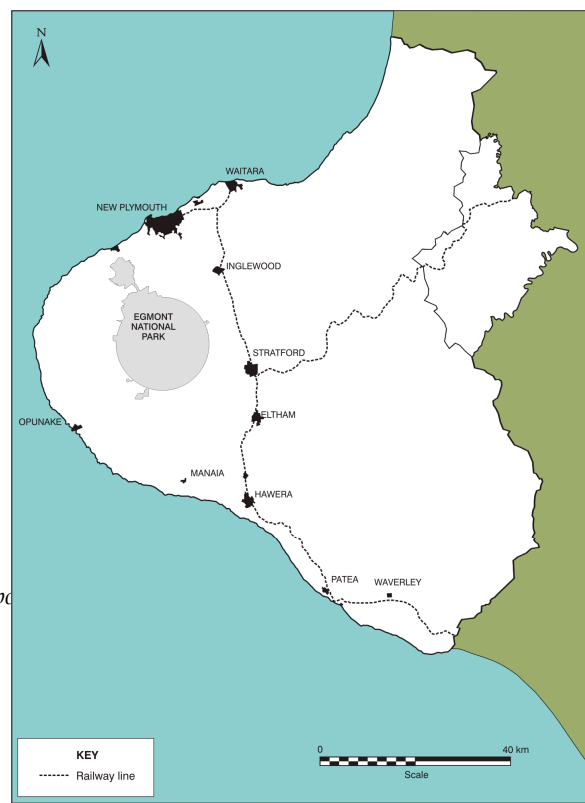 N
WAITARA
NEW PLYMOUTH
INGLEWOOD
EGMONT
NATIONAL
PARK
STRATFORD
ELTHAM
OPUNAKE
MANAIA
HAWERA
PATEA
WAVERLEY
KEY
Railway line
0
40 km
Scale